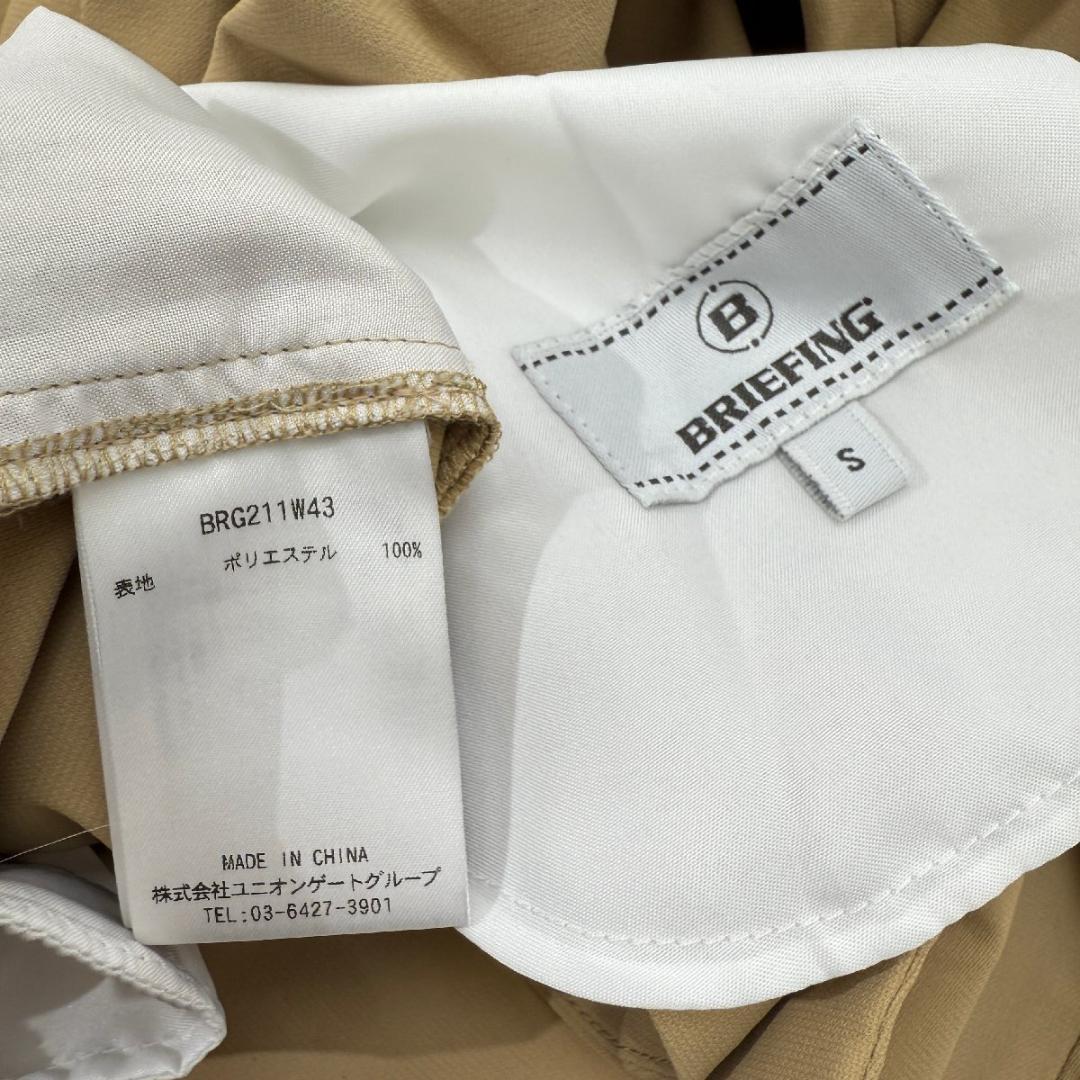 B
BRIEFING
S
BRG211W43
表地 ポリエステル 100%
MADE IN CHINA
株式会社ユニオンゲートグループ
TEL:03-6427-3901